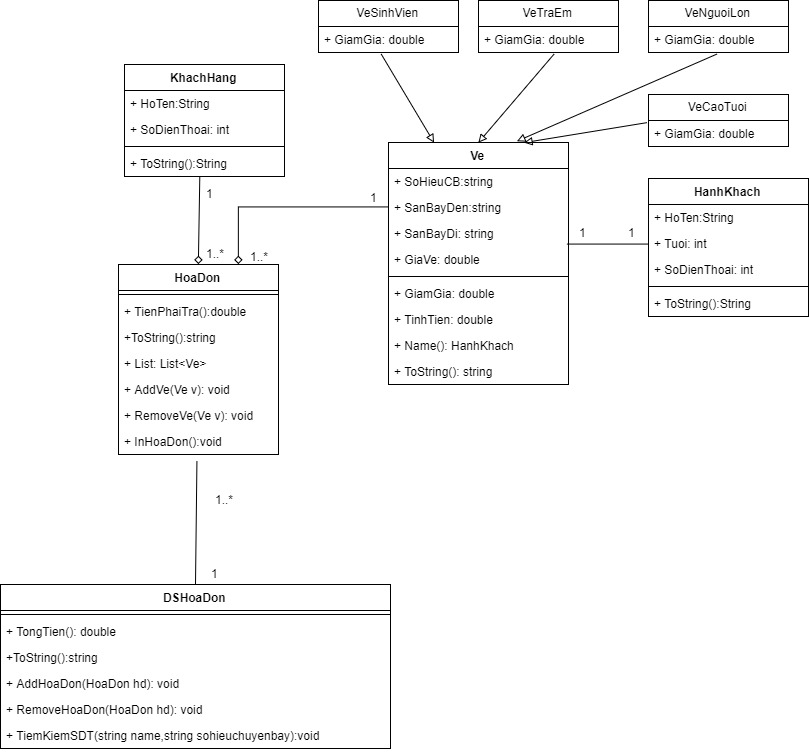 VeSinhVien
+ GiamGia: double
VeTraEm
+ GiamGia: double
VeNguoiLon
+ GiamGia: double
VeCaoTuoi
+ GiamGia: double
KhachHang
+ HoTen:String
+ SoDienThoai: int
+ ToString():String
1
1..*
1
1..*
Ve
+ SoHieuCB:string
+ SanBayDen:string
+ SanBayDi: string
+ GiaVe: double
+ GiamGia: double
+ TinhTien: double
+ Name(): HanhKhach
+ ToString(): string
1
1
HanhKhach
+ HoTen:String
+ Tuoi: int
+ SoDienThoai: int
+ ToString():String
HoaDon
+ TienPhaiTra():double
+ToString():string
+ List: List<Ve>
+ AddVe(Ve v): void
+ RemoveVe(Ve v): void
+ InHoaDon():void
1..*
1
DSHoaDon
+ TongTien(): double
+ToString():string
+ AddHoaDon(HoaDon hd): void
+ RemoveHoaDon(HoaDon hd): void
+ TiemKiemSDT(string name,string sohieuchuyenbay):void